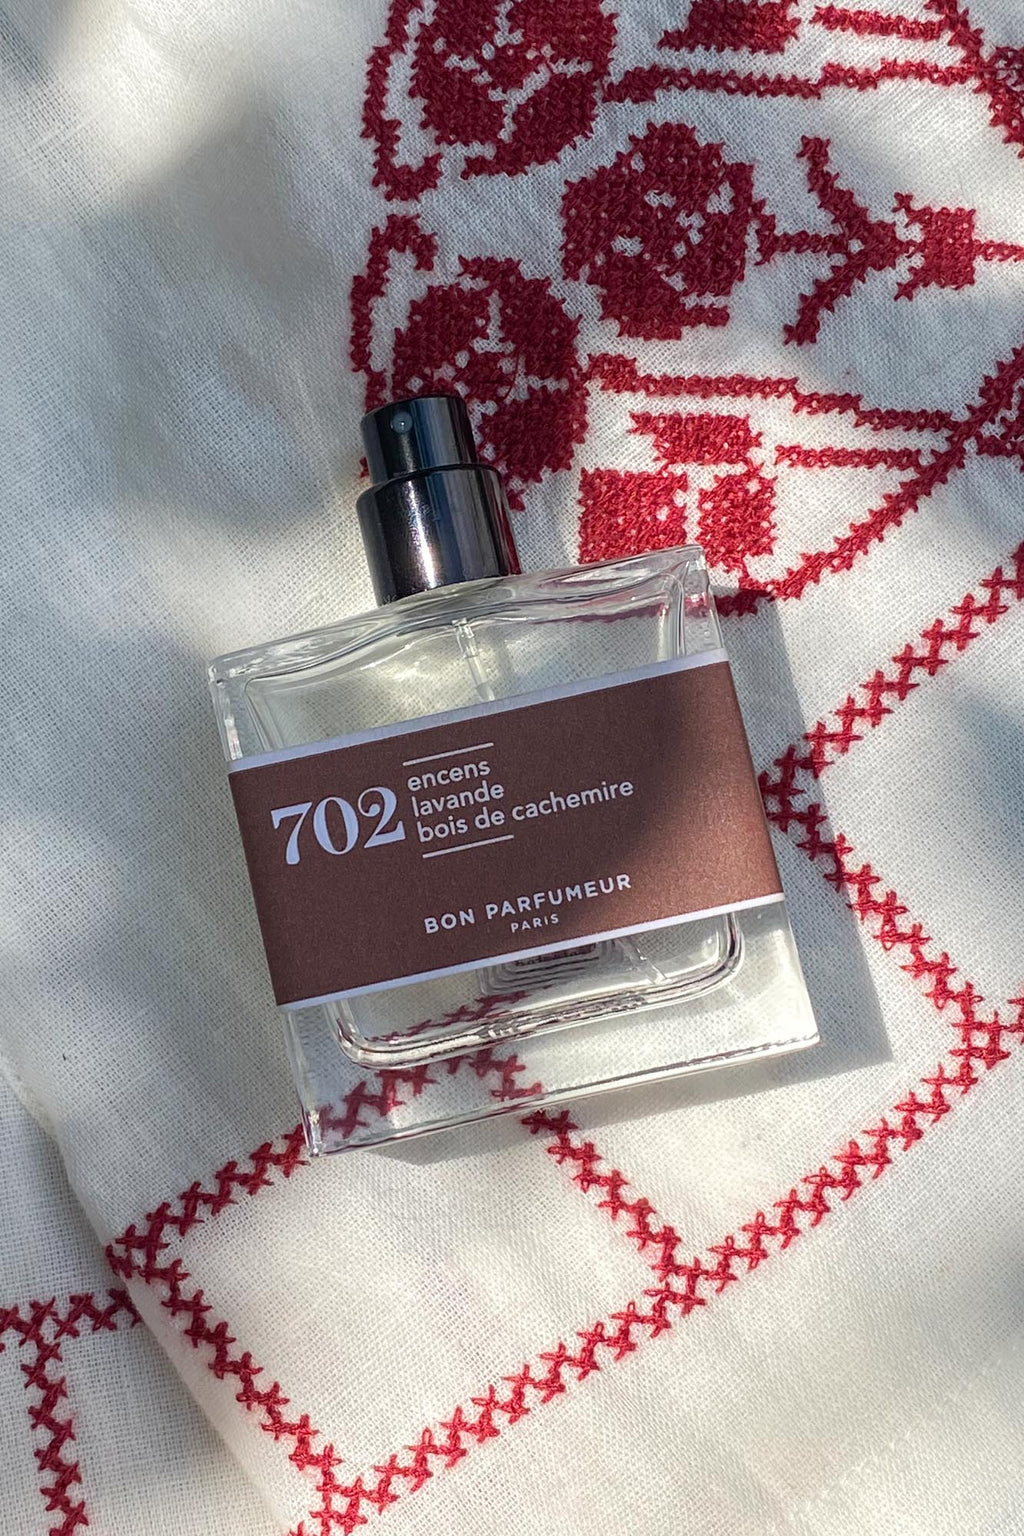 702
encens
lavande
bois de cachemire
BON PARFUMEUR
PARIS